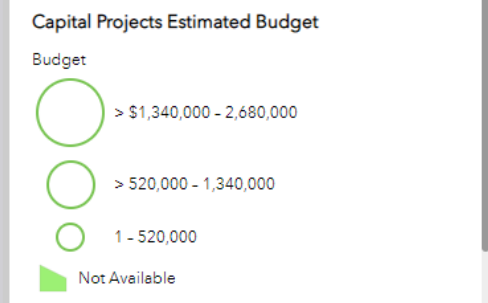 Capital Projects Estimated Budget
Budget
> $1,340,000 - 2,680,000
> 520,000 - 1,340,000
1 - 520,000
Not Available